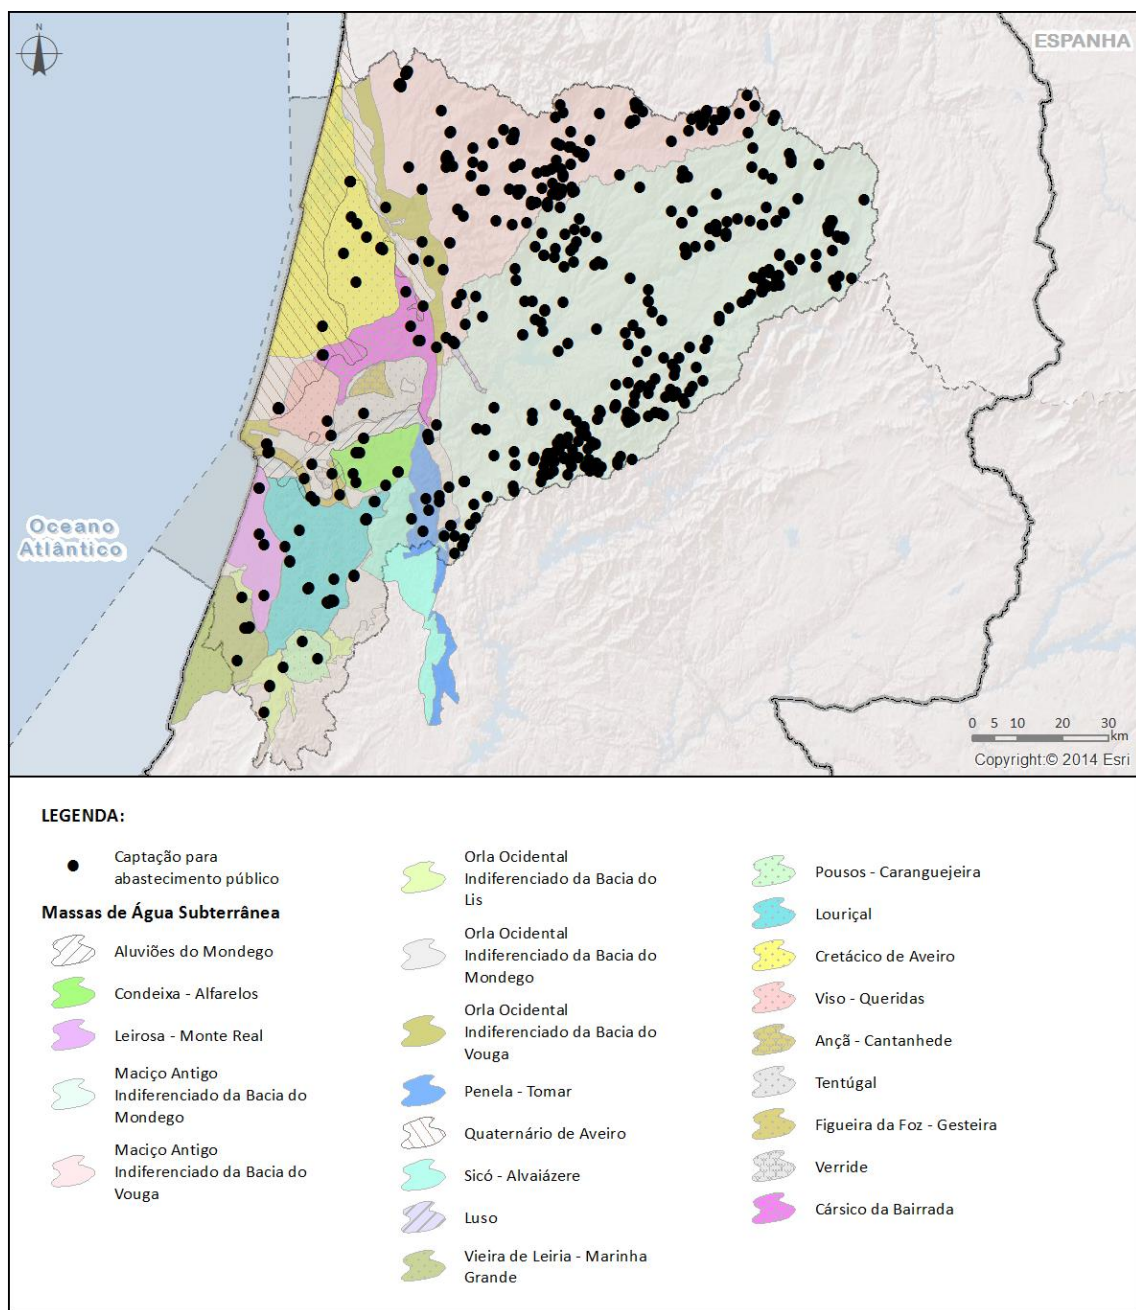 N
ESPANHA
Oceano
Atlântico
0 5 10 20 30
km
Copyright:© 2014 Esri
LEGENDA:
Captação para
abastecimento público
Massas de Água Subterrânea
Aluviões do Mondego
Condeixa - Alfarelos
Leirosa - Monte Real
Maciço Antigo
Indiferenciado da Bacia do
Mondego
Maciço Antigo
Indiferenciado da Bacia do
Vouga
Orla Ocidental
Indiferenciado da Bacia do
Lis
Orla Ocidental
Indiferenciado da Bacia do
Mondego
Orla Ocidental
Indiferenciado da Bacia do
Vouga
Penela - Tomar
Quaternário de Aveiro
Sicó - Alvaiázere
Luso
Vieira de Leiria - Marinha
Grande
Pousos - Caranguejeira
Louriçal
Cretácico de Aveiro
Viso - Queridas
Ançã - Cantanhede
Tentúgal
Figueira da Foz - Gesteira
Verride
Cársico da Bairrada